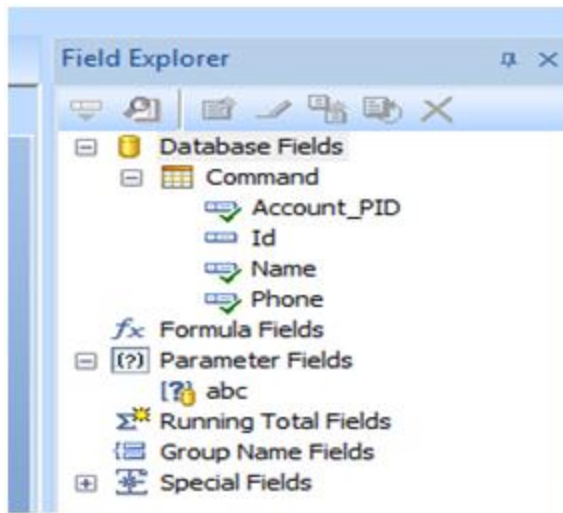 Field Explorer
Database Fields
Command
Account_PID
Id
Name
Phone
fx Formula Fields
(?) Parameter Fields
[?] abc
Σ Running Total Fields
Group Name Fields
Special Fields